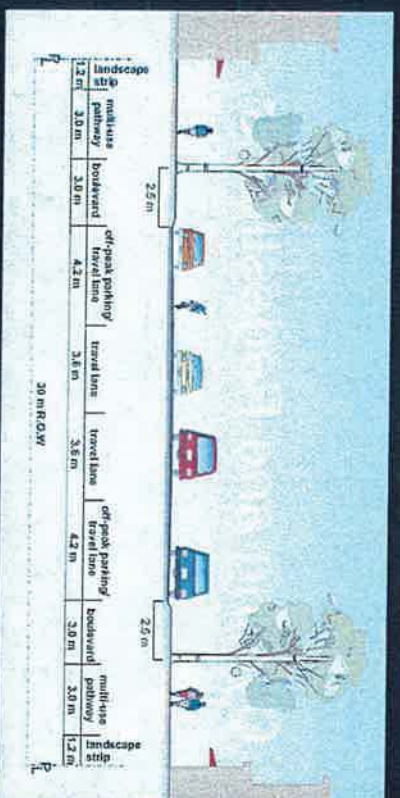 2.5 m
2.5 m
landscape
strip
multi-use
pathway
boulevard
off-peak parking/
travel lane
travel lane
travel lane
off-peak parking/
travel lane
boulevard
multi-use
pathway
landscape
strip
1.2 m
3.0 m
3.0 m
4.2 m
3.6 m
3.6 m
4.2 m
3.0 m
3.0 m
1.2 m
PL
PL
30 m R.O.W